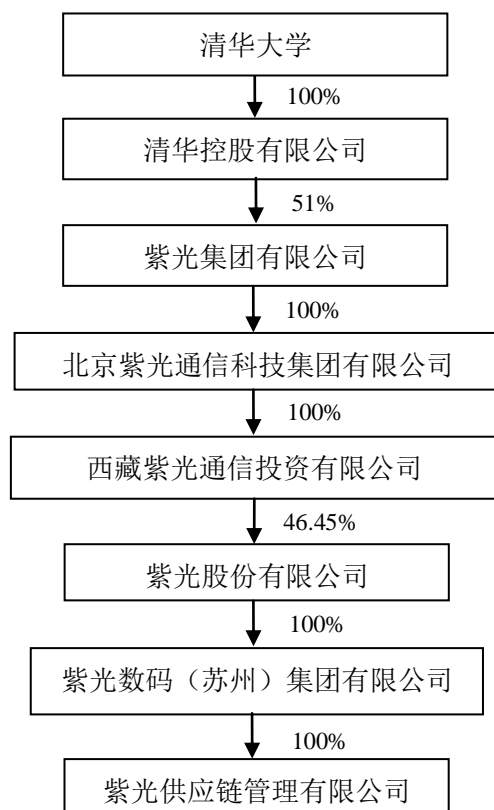 清华大学
100%
清华控股有限公司
51%
紫光集团有限公司
100%
北京紫光通信科技集团有限公司
100%
西藏紫光通信投资有限公司
46.45%
紫光股份有限公司
100%
紫光数码（苏州）集团有限公司
100%
紫光供应链管理有限公司